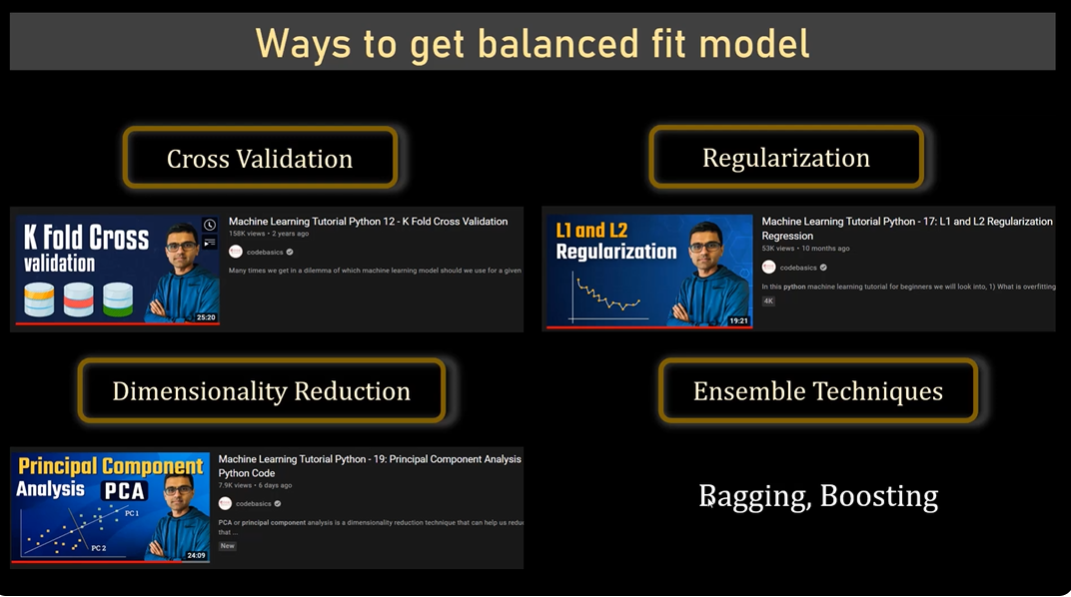 Ways to get balanced fit model
Cross Validation
Regularization
K Fold Cross
validation
25:20
Machine Learning Tutorial Python 12 - K Fold Cross Validation
158K views • 2 years ago
codebasics
Many times we get in a dilemma of which machine learning model should we use for a given
L1 and L2
Regularization
19:21
Machine Learning Tutorial Python - 17: L1 and L2 Regularization
Regression
53K views • 10 months ago
codebasics
In this python machine learning tutorial for beginners we will look into, 1) What is overfitting
4K
Dimensionality Reduction
Ensemble Techniques
Principal Component
Analysis PCA
PC 1
PC 2
24:09
Machine Learning Tutorial Python - 19: Principal Component Analysis
Python Code
7.9K views • 6 days ago
codebasics
PCA or principal component analysis is a dimensionality reduction technique that can help us redu
that ...
New
Bagging, Boosting